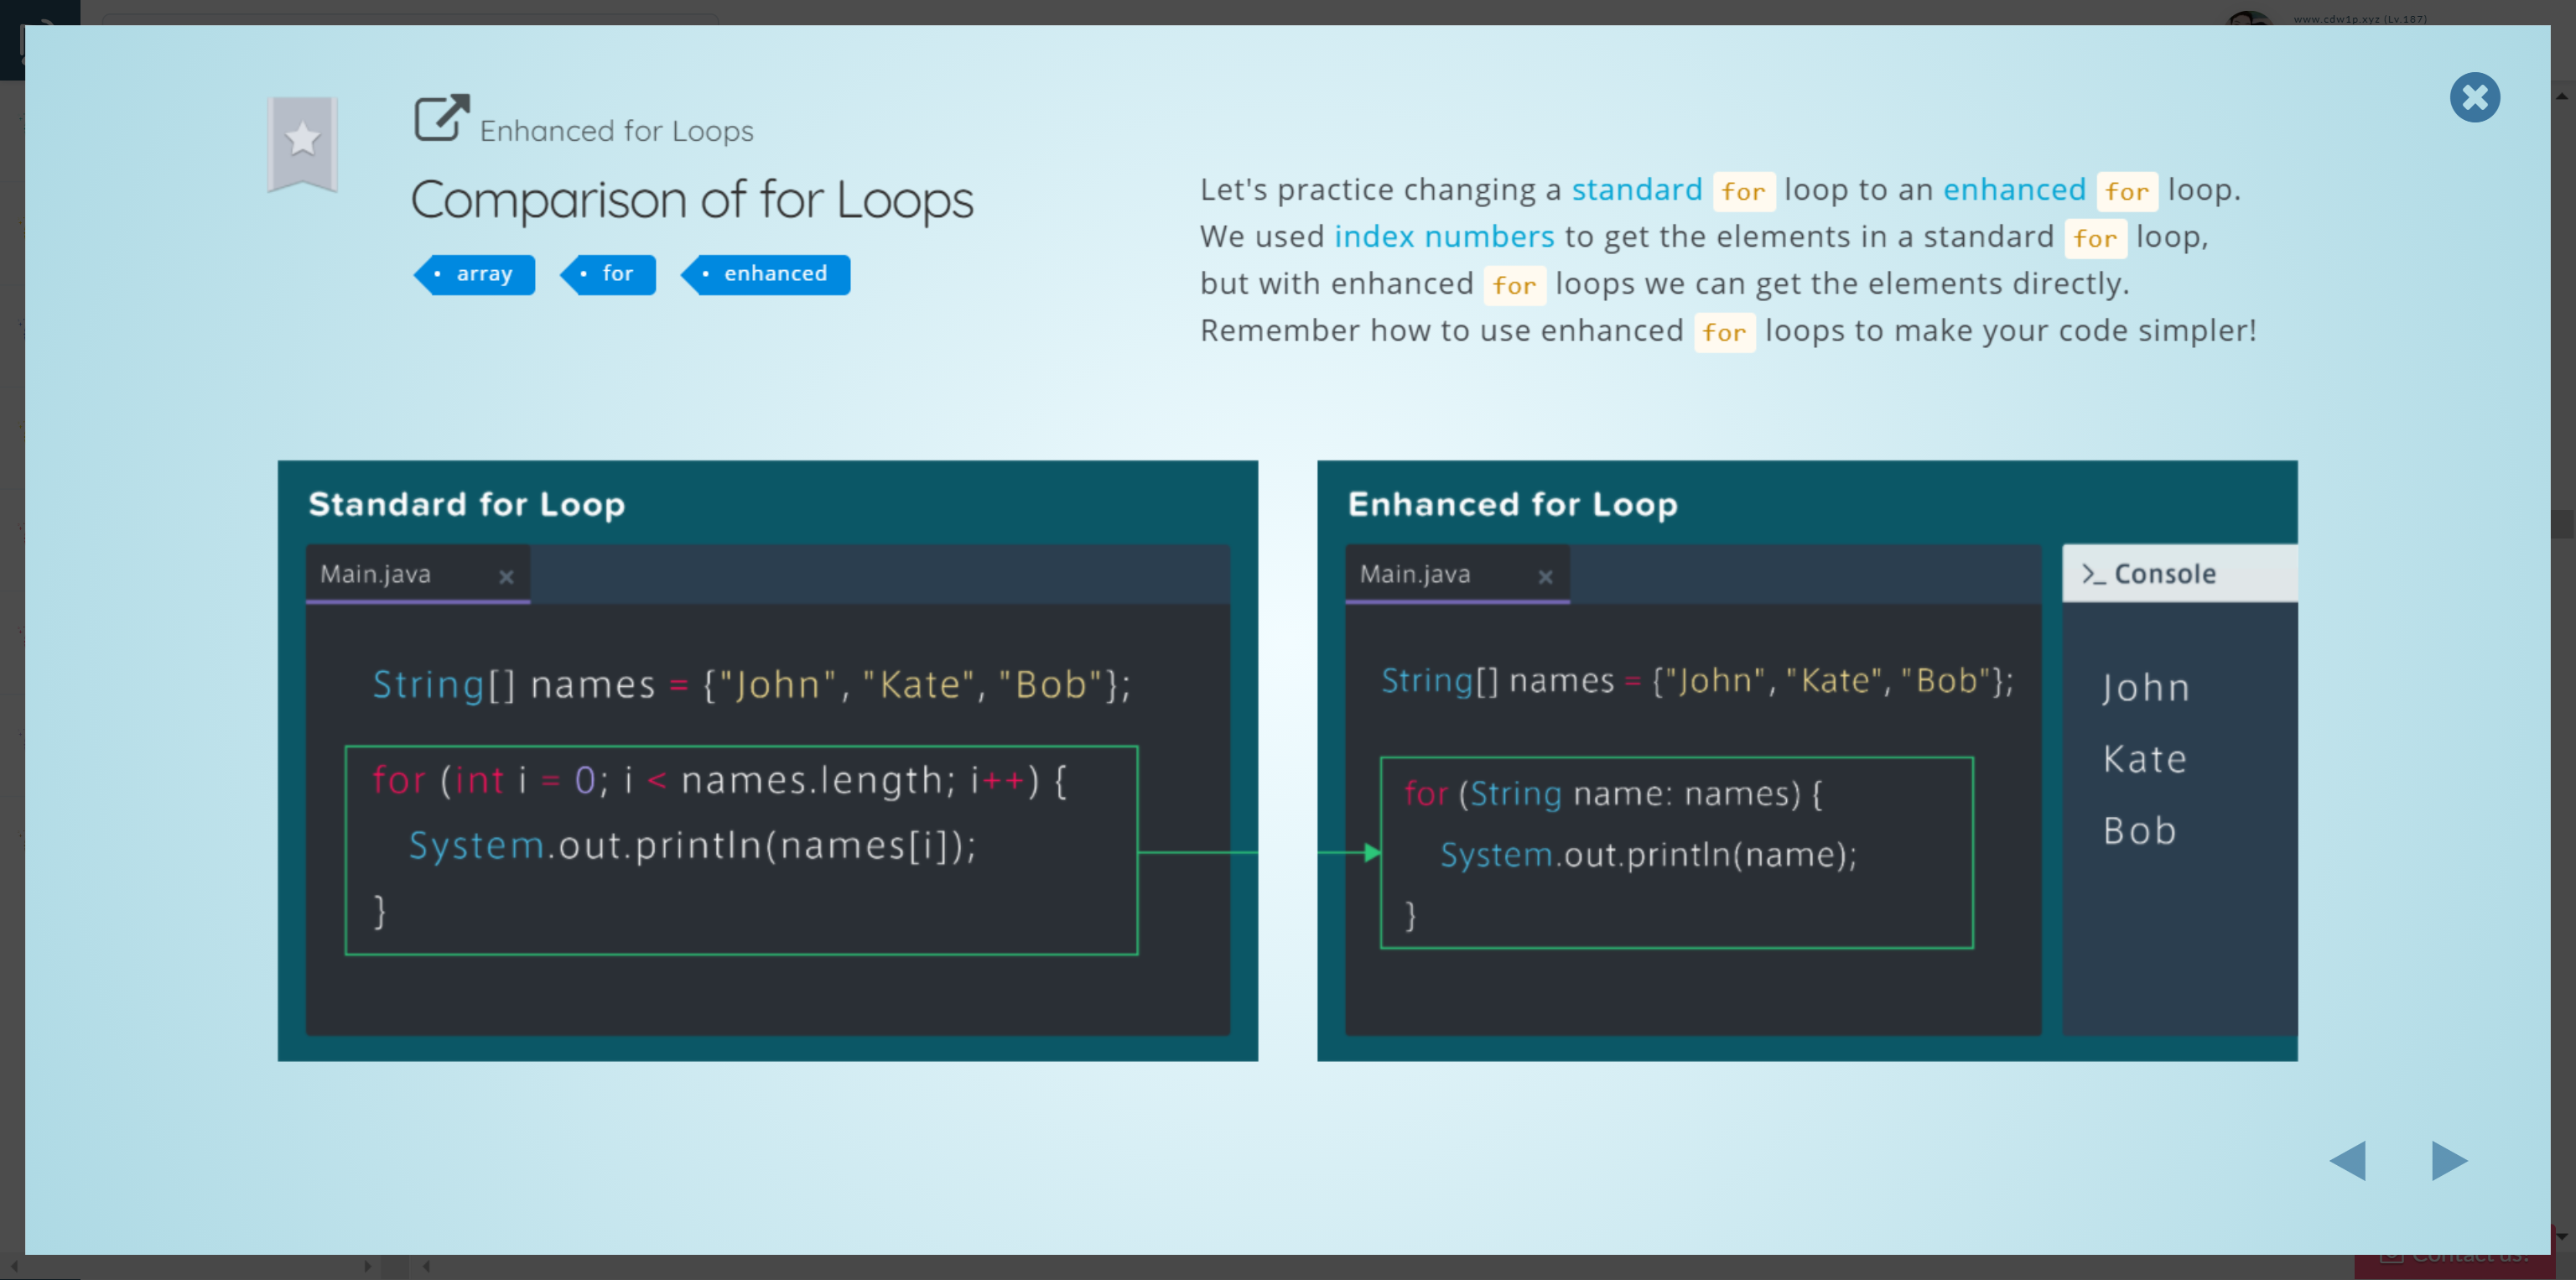 www.cdw1p.xyz (Lv.187)
Enhanced for Loops
Comparison of for Loops
array for enhanced
Let's practice changing a standard for loop to an enhanced for loop.
We used index numbers to get the elements in a standard for loop,
but with enhanced for loops we can get the elements directly.
Remember how to use enhanced for loops to make your code simpler!
Standard for Loop
Main.java
String[] names = {"John", "Kate", "Bob"};
for (int i = 0; i < names.length; i++) {
System.out.println(names[i]);
}
Enhanced for Loop
Main.java
String[] names = {"John", "Kate", "Bob"};
for (String name: names) {
System.out.println(name);
}
>_ Console
John
Kate
Bob
Contact us!